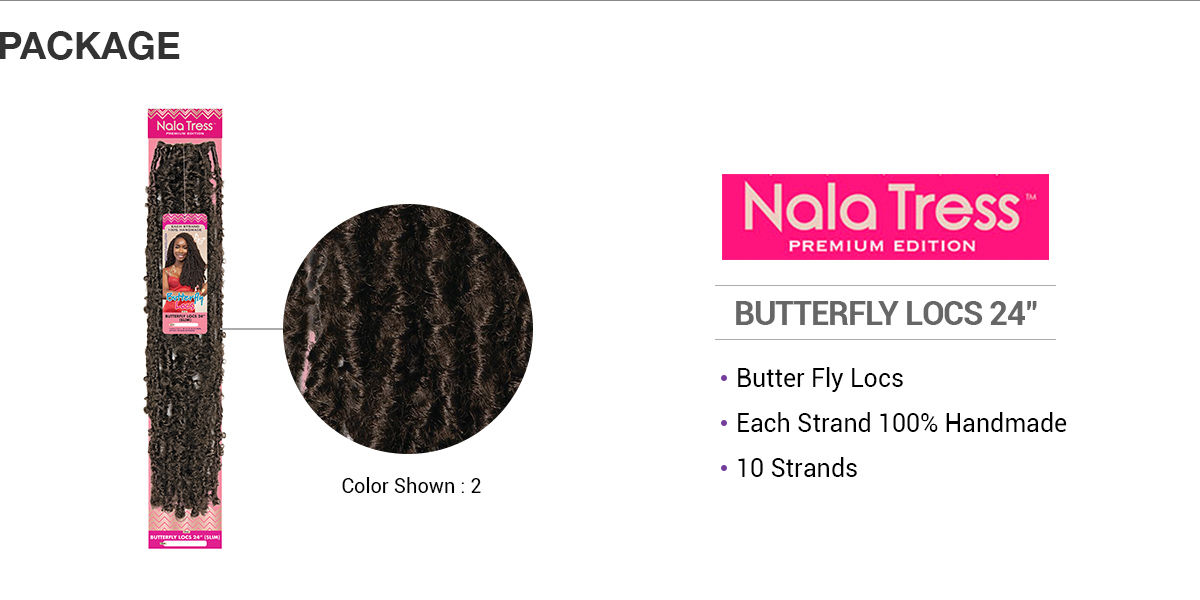 PACKAGE
Nala Tress
PREMIUM EDITION
EACH STRAND
100% HANDMADE
Butterfly
Locs
BUTTERFLY LOCS 24"
(SLIM)
BUTTERFLY LOCS 24" (SLIM)
Color Shown : 2
Nala Tress™
PREMIUM EDITION
BUTTERFLY LOCS 24”
• Butter Fly Locs
• Each Strand 100% Handmade
• 10 Strands